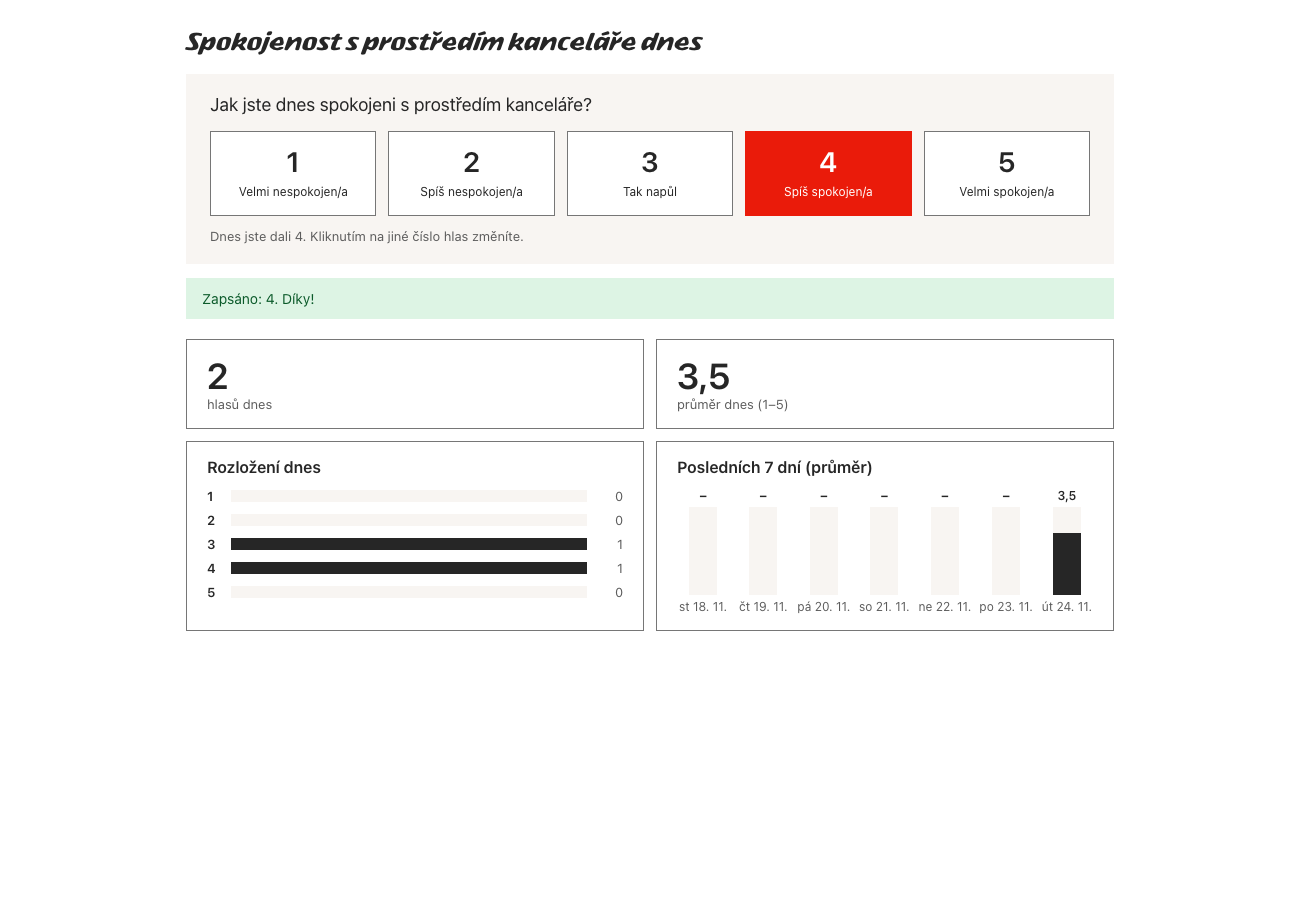 Spokojenost s prostředím kanceláře dnes
Jak jste dnes spokojeni s prostředím kanceláře?
1
Velmi nespokojen/a
2
Spíš nespokojen/a
3
Tak napůl
4
Spíš spokojen/a
5
Velmi spokojen/a
Dnes jste dali 4. Kliknutím na jiné číslo hlas změníte.
Zapsáno: 4. Díky!
2
hlasů dnes
3,5
průměr dnes (1–5)
Rozložení dnes
1 0
2 0
3 1
4 1
5 0
Posledních 7 dní (průměr)
– – – – – – 3,5
st 18. 11. čt 19. 11. pá 20. 11. so 21. 11. ne 22. 11. po 23. 11. út 24. 11.